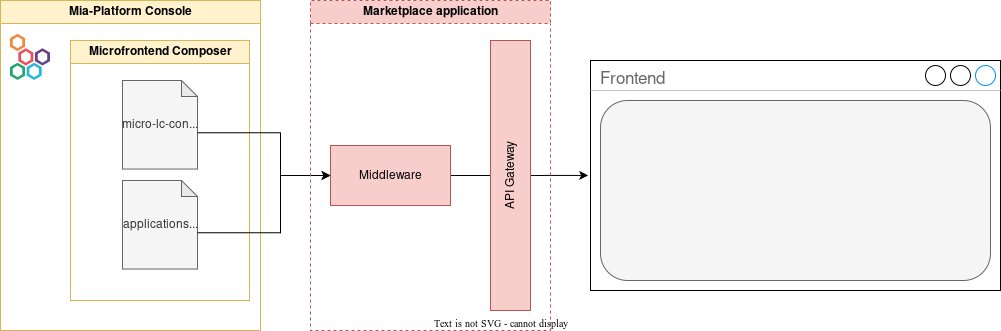 Mia-Platform Console
Microfrontend Composer
micro-lc-con...
applications...
Marketplace application
Middleware
API Gateway
Text is not SVG - cannot display
Frontend